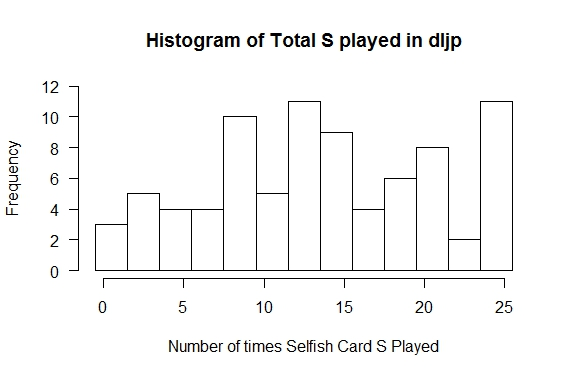 Histogram of Total S played in dljp
Frequency
12
10
8
6
4
2
0
0 5 10 15 20 25
Number of times Selfish Card S Played